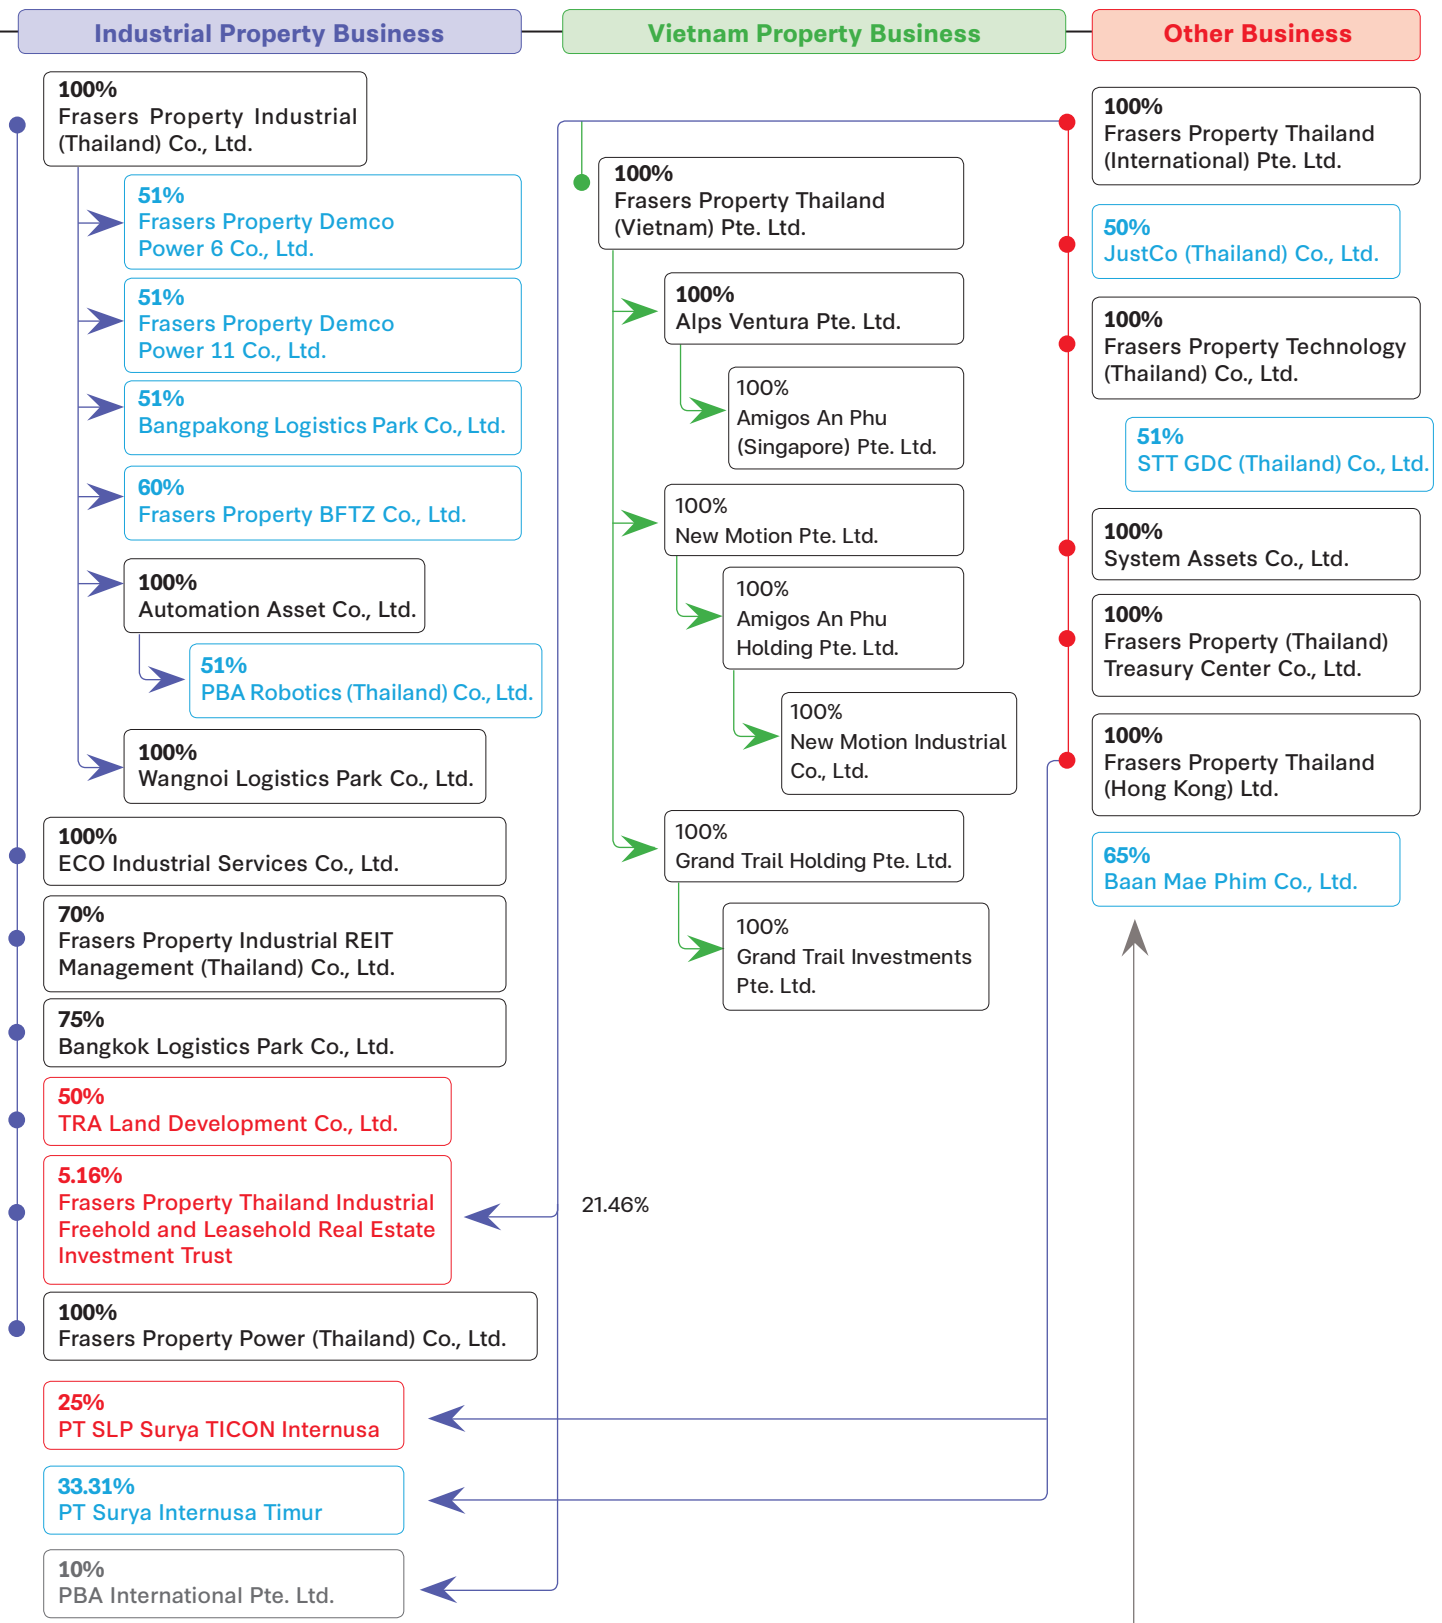 Industrial Property Business
100%
Frasers Property Industrial
(Thailand) Co., Ltd.
51%
Frasers Property Demco
Power 6 Co., Ltd.
51%
Frasers Property Demco
Power 11 Co., Ltd.
51%
Bangpakong Logistics Park Co., Ltd.
60%
Frasers Property BFTZ Co., Ltd.
100%
Automation Asset Co., Ltd.
51%
PBA Robotics (Thailand) Co., Ltd.
100%
Wangnoi Logistics Park Co., Ltd.
100%
ECO Industrial Services Co., Ltd.
70%
Frasers Property Industrial REIT
Management (Thailand) Co., Ltd.
75%
Bangkok Logistics Park Co., Ltd.
50%
TRA Land Development Co., Ltd.
5.16%
Frasers Property Thailand Industrial
Freehold and Leasehold Real Estate
Investment Trust
21.46%
100%
Frasers Property Power (Thailand) Co., Ltd.
25%
PT SLP Surya TICON Internusa
33.31%
PT Surya Internusa Timur
10%
PBA International Pte. Ltd.
Vietnam Property Business
100%
Frasers Property Thailand
(Vietnam) Pte. Ltd.
100%
Alps Ventura Pte. Ltd.
100%
Amigos An Phu
(Singapore) Pte. Ltd.
100%
New Motion Pte. Ltd.
100%
Amigos An Phu
Holding Pte. Ltd.
100%
New Motion Industrial
Co., Ltd.
100%
Grand Trail Holding Pte. Ltd.
100%
Grand Trail Investments
Pte. Ltd.
Other Business
100%
Frasers Property Thailand
(International) Pte. Ltd.
50%
JustCo (Thailand) Co., Ltd.
100%
Frasers Property Technology
(Thailand) Co., Ltd.
51%
STT GDC (Thailand) Co., Ltd.
100%
System Assets Co., Ltd.
100%
Frasers Property (Thailand)
Treasury Center Co., Ltd.
100%
Frasers Property Thailand
(Hong Kong) Ltd.
65%
Baan Mae Phim Co., Ltd.